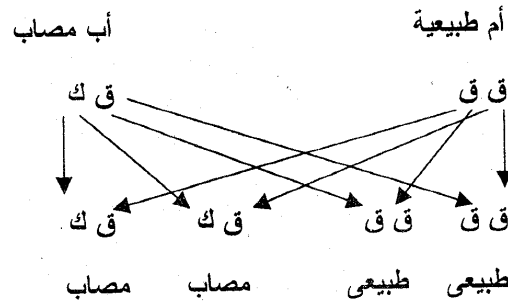 أم طبيعية أب مصاب
ق ق ق ك
ق ق ق ق ق ك ق ك
طبيعى طبيعى مصاب مصاب